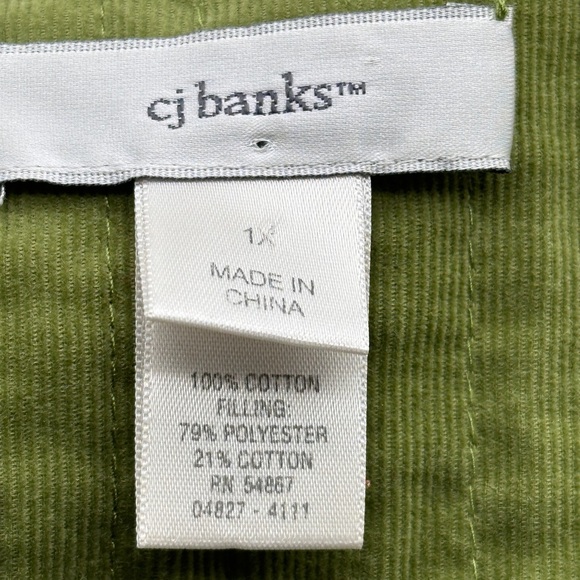 cj banks™
1X
MADE IN
CHINA
100% COTTON
FILLING:
79% POLYESTER
21% COTTON
RN 54867
04827 - 4111